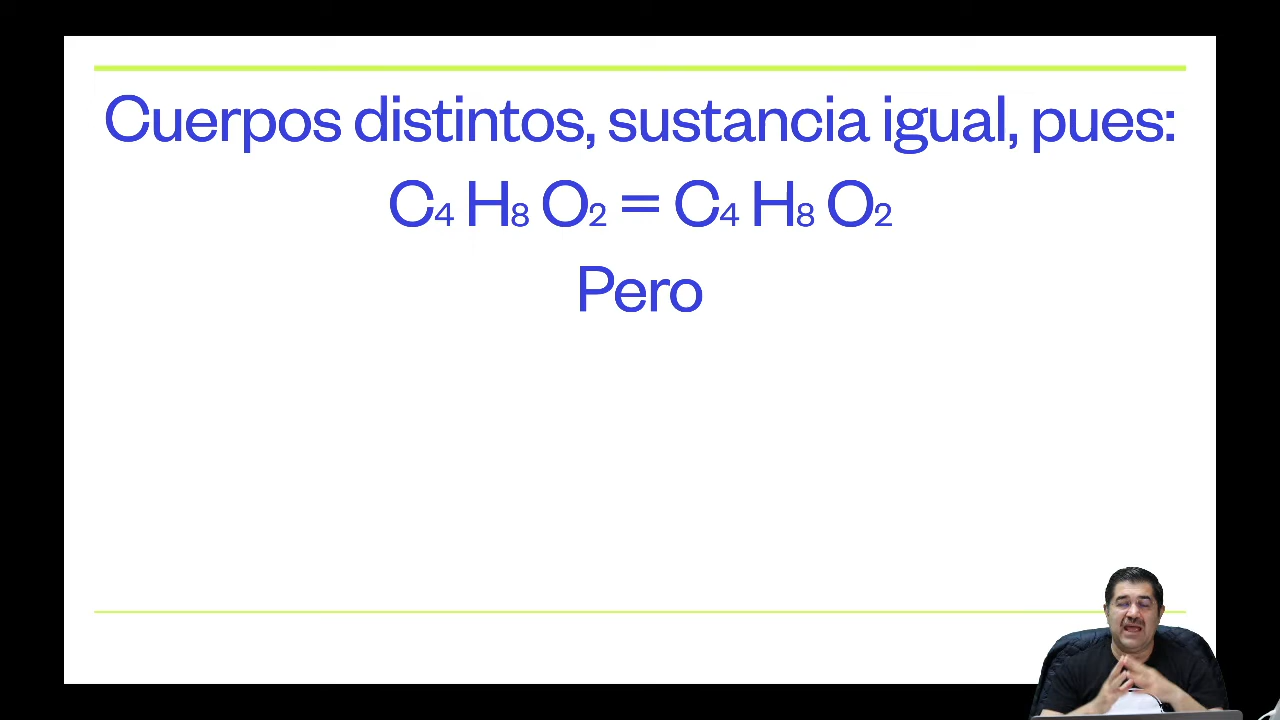 Cuerpos distintos, sustancia igual, pues:
C₄ H₈ O₂ = C₄ H₈ O₂
Pero